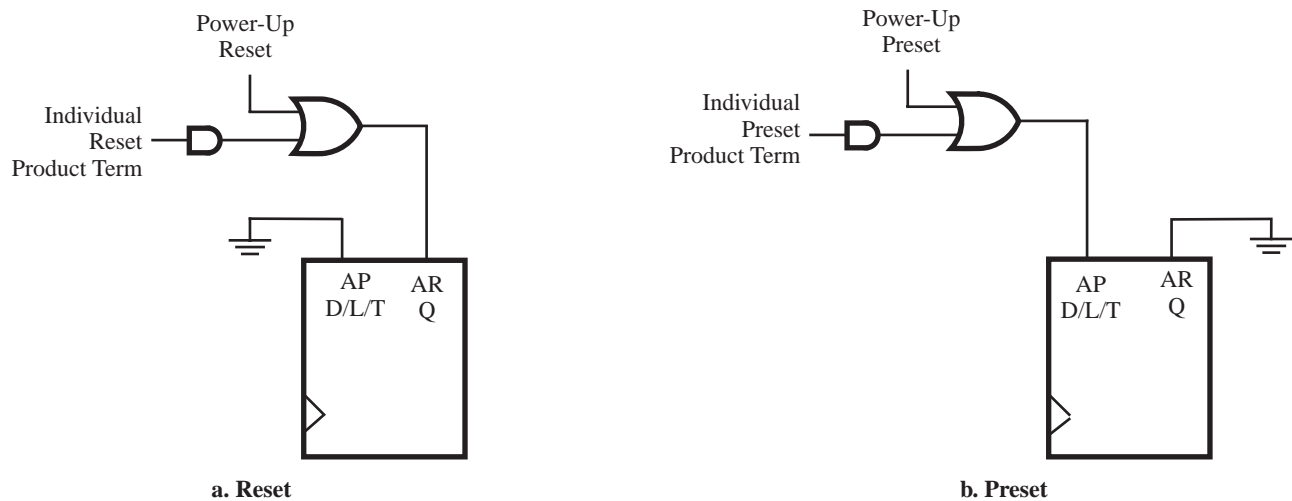 Power-Up
Reset
Individual
Reset
Product Term
AP
AR
D/L/T
Q
a. Reset
Power-Up
Preset
Individual
Preset
Product Term
AP
AR
D/L/T
Q
b. Preset